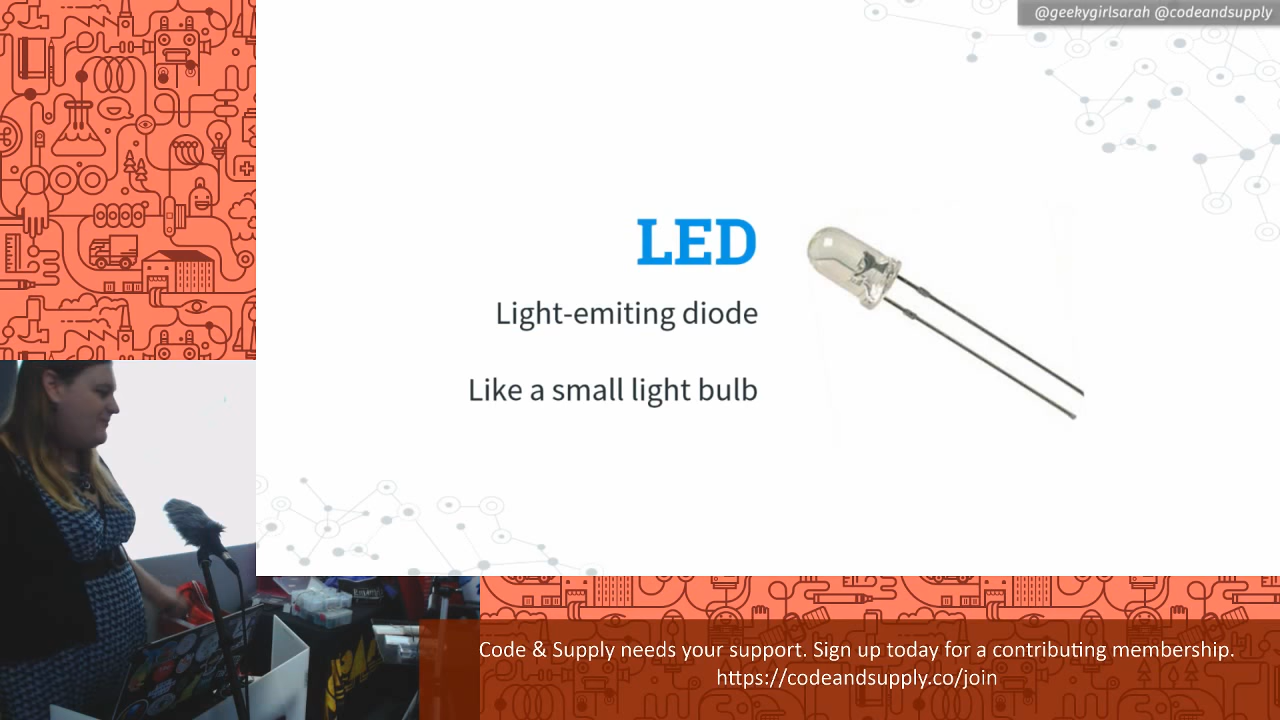 @geekygirlsarah @codeandsupply
LED
Light-emiting diode
Like a small light bulb
Code & Supply needs your support. Sign up today for a contributing membership.
https://codeandsupply.co/join